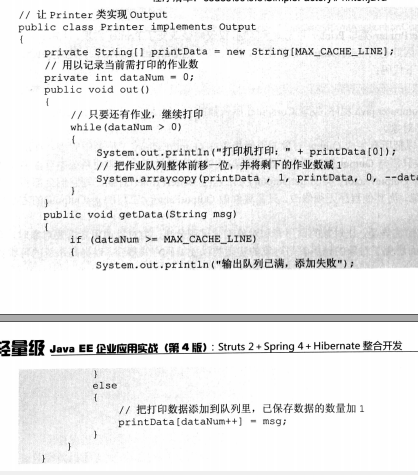 // 让 Printer 类实现 Output
public class Printer implements Output
{
private String[] printData = new String[MAX_CACHE_LINE];
// 用以记录当前需打印的作业数
private int dataNum = 0;
public void out()
{
// 只要还有作业，继续打印
while(dataNum > 0)
{
System.out.println("打印机打印: " + printData[0]);
// 把作业队列整体前移一位，并将剩下的作业数减 1
System.arraycopy(printData , 1, printData, 0, --data
}
}
public void getData(String msg)
{
if (dataNum >= MAX_CACHE_LINE)
{
System.out.println("输出队列已满，添加失败");
轻量级 Java EE 企业应用实战（第 4 版）: Struts 2 + Spring 4 + Hibernate 整合开发
}
else
{
// 把打印数据添加到队列里，已保存数据的数量加 1
printData[dataNum++] = msg;
}
}
}